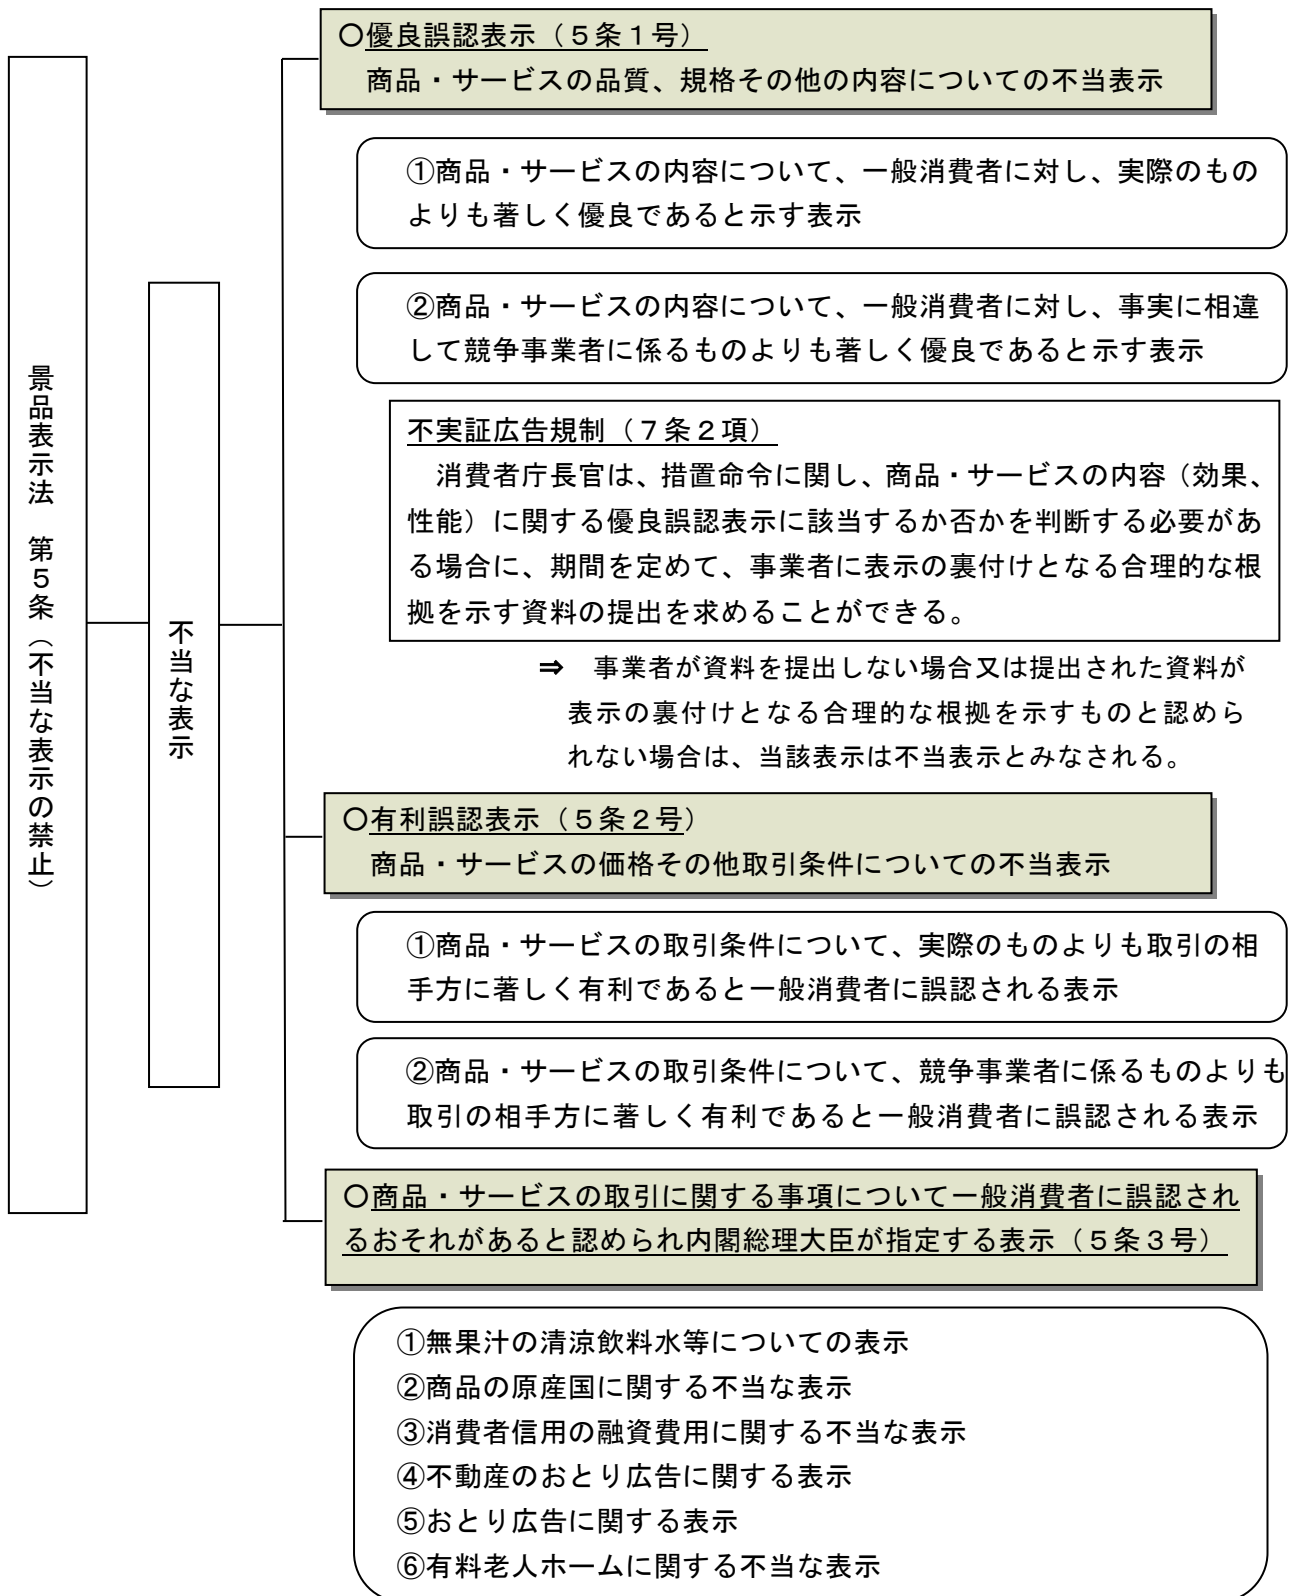 景品表示法　第５条（不当な表示の禁止）
不当な表示
〇優良誤認表示（５条１号）
商品・サービスの品質、規格その他の内容についての不当表示
①商品・サービスの内容について、一般消費者に対し、実際のもの
よりも著しく優良であると示す表示
②商品・サービスの内容について、一般消費者に対し、事実に相違
して競争事業者に係るものよりも著しく優良であると示す表示
不実証広告規制（７条２項）
消費者庁長官は、措置命令に関し、商品・サービスの内容（効果、
性能）に関する優良誤認表示に該当するか否かを判断する必要があ
る場合に、期間を定めて、事業者に表示の裏付けとなる合理的な根
拠を示す資料の提出を求めることができる。
⇒　事業者が資料を提出しない場合又は提出された資料が
表示の裏付けとなる合理的な根拠を示すものと認めら
れない場合は、当該表示は不当表示とみなされる。
〇有利誤認表示（５条２号）
商品・サービスの価格その他取引条件についての不当表示
①商品・サービスの取引条件について、実際のものよりも取引の相
手方に著しく有利であると一般消費者に誤認される表示
②商品・サービスの取引条件について、競争事業者に係るものよりも
取引の相手方に著しく有利であると一般消費者に誤認される表示
〇商品・サービスの取引に関する事項について一般消費者に誤認され
るおそれがあると認められ内閣総理大臣が指定する表示（５条３号）
①無果汁の清涼飲料水等についての表示
②商品の原産国に関する不当な表示
③消費者信用の融資費用に関する不当な表示
④不動産のおとり広告に関する表示
⑤おとり広告に関する表示
⑥有料老人ホームに関する不当な表示